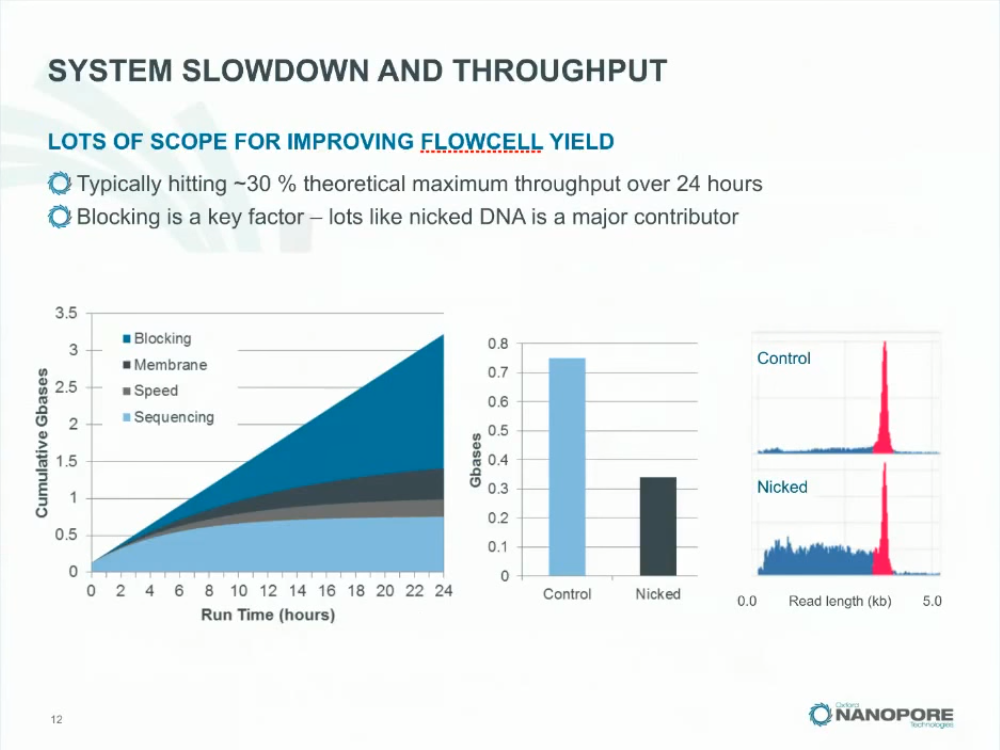 SYSTEM SLOWDOWN AND THROUGHPUT
LOTS OF SCOPE FOR IMPROVING FLOWCELL YIELD
Typically hitting ~30 % theoretical maximum throughput over 24 hours
Blocking is a key factor – lots like nicked DNA is a major contributor
Cumulative Gbases
3.5
3
2.5
2
1.5
1
0.5
0
Blocking
Membrane
Speed
Sequencing
0 2 4 6 8 10 12 14 16 18 20 22 24
Run Time (hours)
Gbases
0.8
0.7
0.6
0.5
0.4
0.3
0.2
0.1
0
Control Nicked
Control
Nicked
0.0 Read length (kb) 5.0
12
Oxford
NANOPORE
Technologies